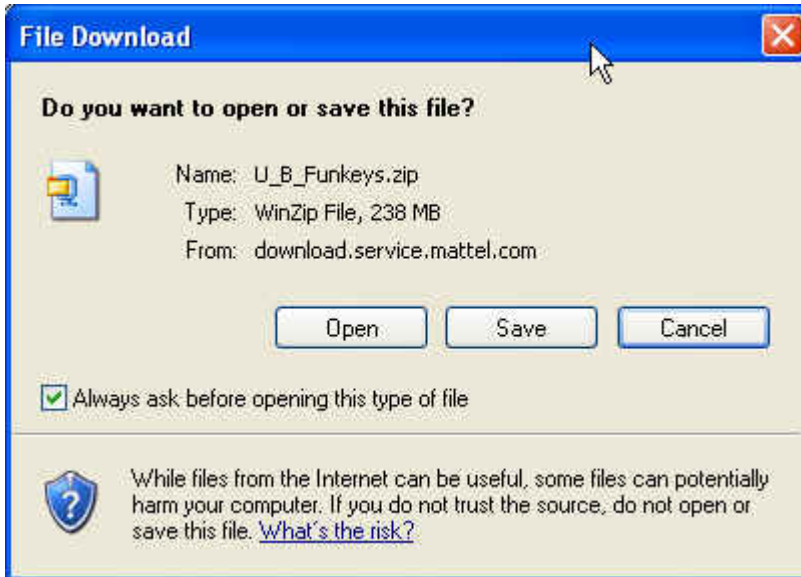 File Download
Do you want to open or save this file?
Name: U_B_Funkeys.zip
Type: WinZip File, 238 MB
From: download.service.mattel.com
Open Save Cancel
Always ask before opening this type of file
While files from the Internet can be useful, some files can potentially
harm your computer. If you do not trust the source, do not open or
save this file. What's the risk?